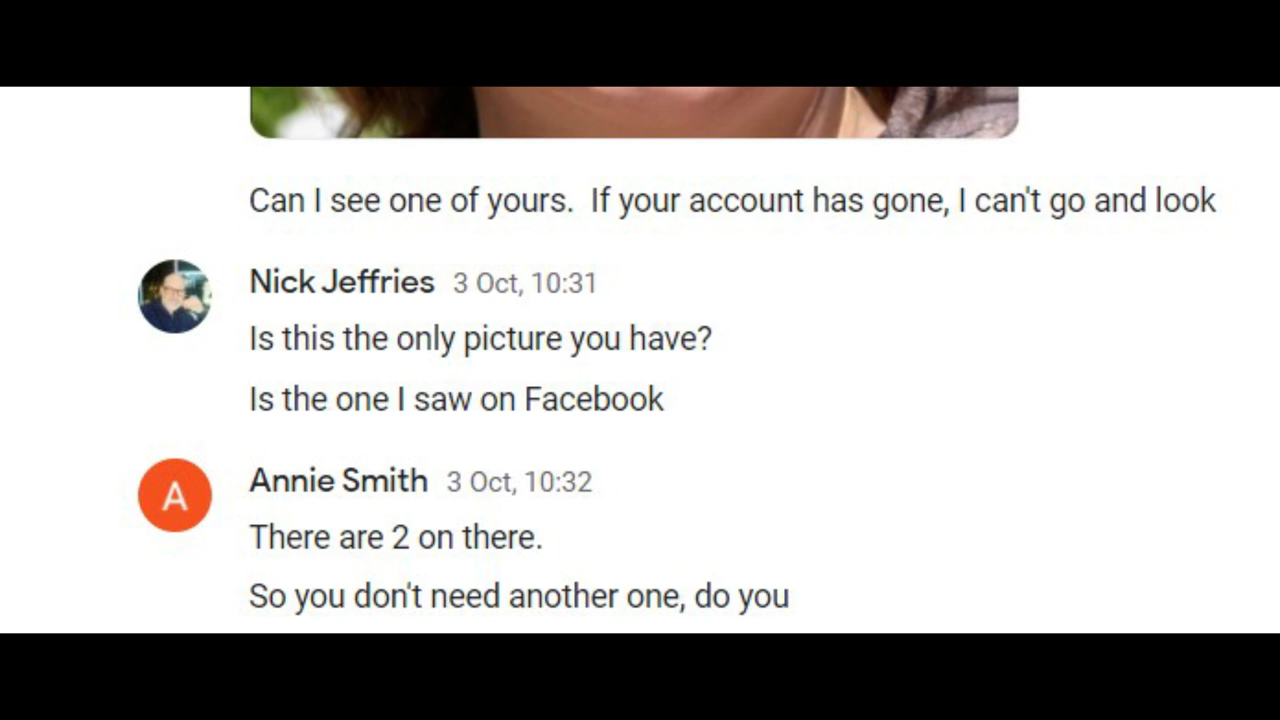 Can I see one of yours.  If your account has gone, I can't go and look
Nick Jeffries 3 Oct, 10:31
Is this the only picture you have?
Is the one I saw on Facebook
A
Annie Smith 3 Oct, 10:32
There are 2 on there.
So you don't need another one, do you